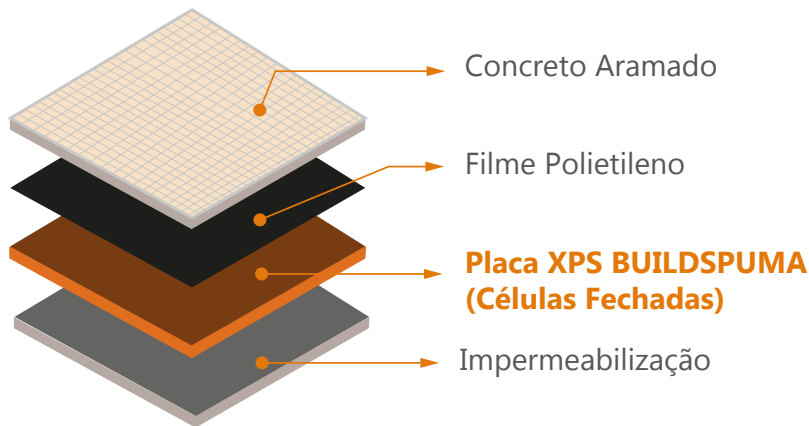 Concreto Aramado
Filme Polietileno
Placa XPS BUILDSPUMA
(Células Fechadas)
Impermeabilização